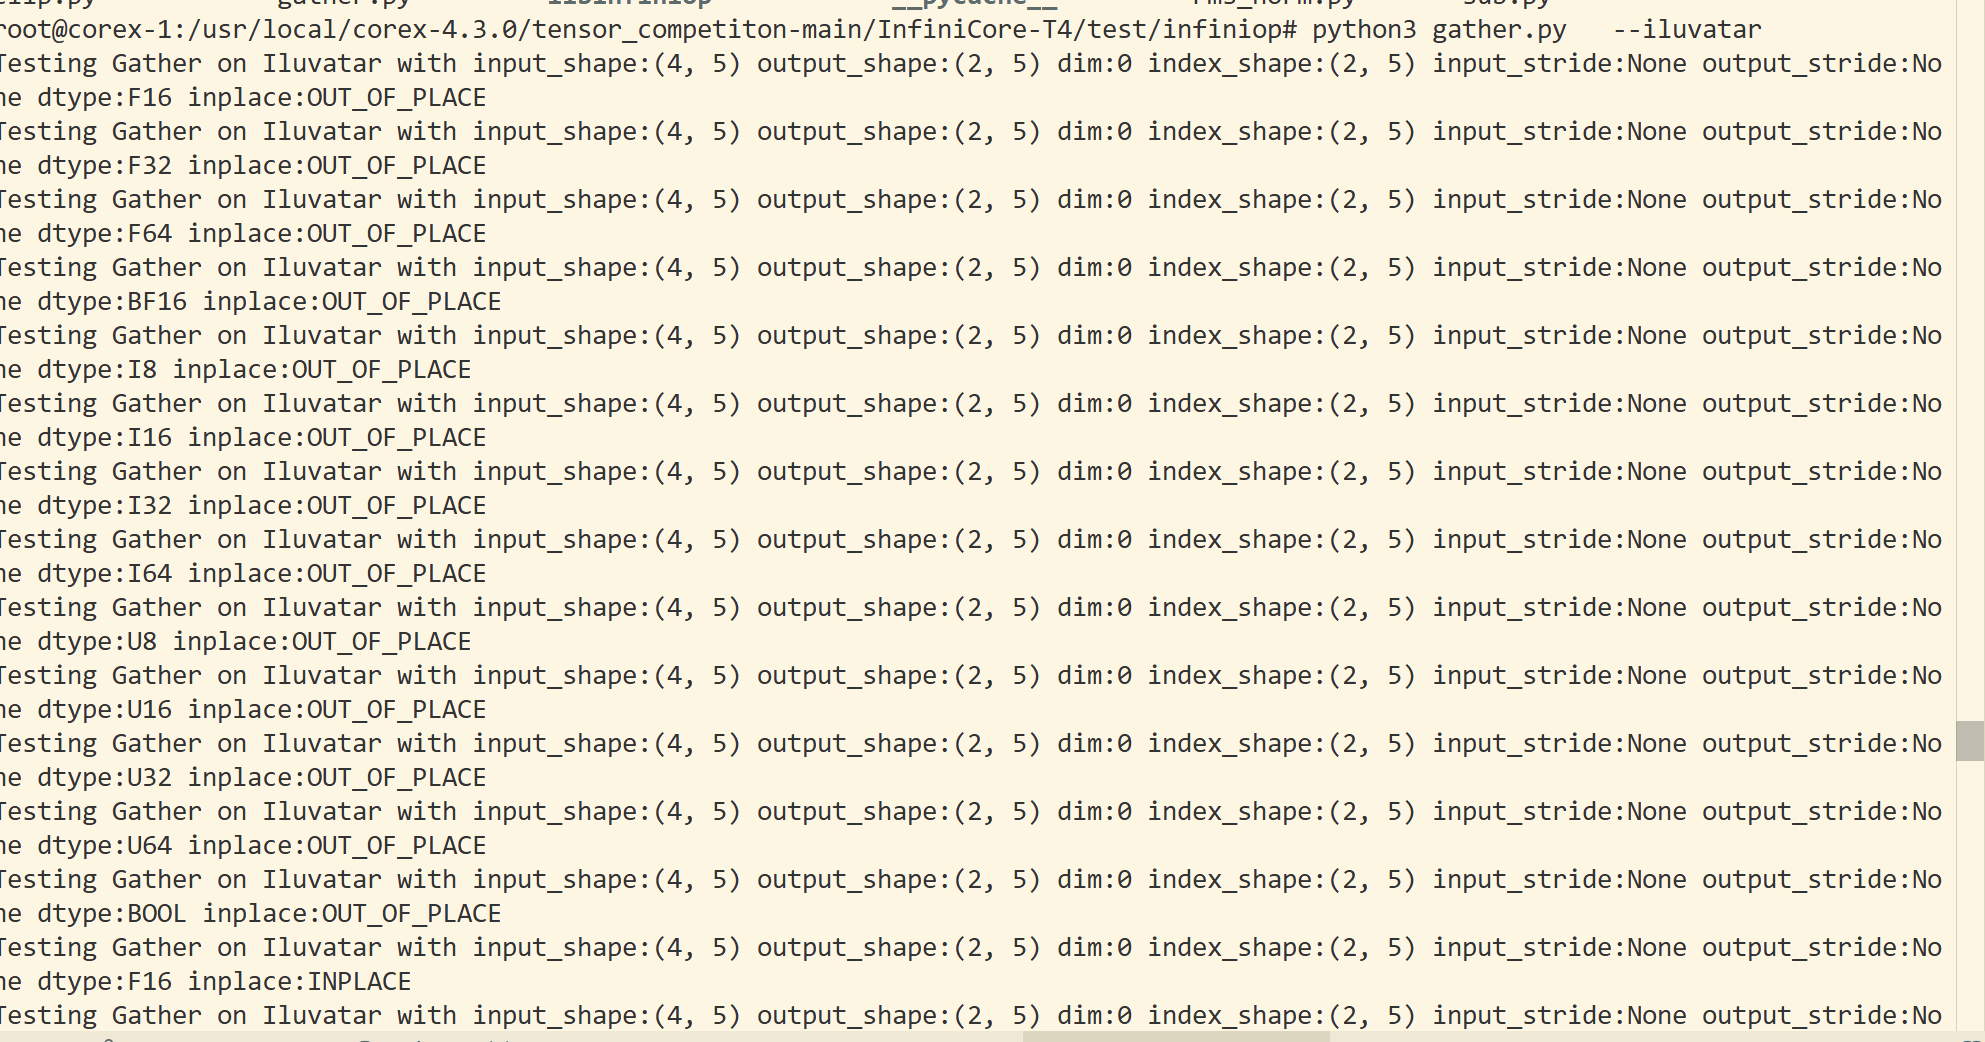 clip.py gather.py libinfiniop __pycache__ rms_norm.py sub.py
root@corex-1:/usr/local/corex-4.3.0/tensor_competiton-main/InfiniCore-T4/test/infiniop# python3 gather.py --iluvatar
Testing Gather on Iluvatar with input_shape:(4, 5) output_shape:(2, 5) dim:0 index_shape:(2, 5) input_stride:None output_stride:No
ne dtype:F16 inplace:OUT_OF_PLACE
Testing Gather on Iluvatar with input_shape:(4, 5) output_shape:(2, 5) dim:0 index_shape:(2, 5) input_stride:None output_stride:No
ne dtype:F32 inplace:OUT_OF_PLACE
Testing Gather on Iluvatar with input_shape:(4, 5) output_shape:(2, 5) dim:0 index_shape:(2, 5) input_stride:None output_stride:No
ne dtype:F64 inplace:OUT_OF_PLACE
Testing Gather on Iluvatar with input_shape:(4, 5) output_shape:(2, 5) dim:0 index_shape:(2, 5) input_stride:None output_stride:No
ne dtype:BF16 inplace:OUT_OF_PLACE
Testing Gather on Iluvatar with input_shape:(4, 5) output_shape:(2, 5) dim:0 index_shape:(2, 5) input_stride:None output_stride:No
ne dtype:I8 inplace:OUT_OF_PLACE
Testing Gather on Iluvatar with input_shape:(4, 5) output_shape:(2, 5) dim:0 index_shape:(2, 5) input_stride:None output_stride:No
ne dtype:I16 inplace:OUT_OF_PLACE
Testing Gather on Iluvatar with input_shape:(4, 5) output_shape:(2, 5) dim:0 index_shape:(2, 5) input_stride:None output_stride:No
ne dtype:I32 inplace:OUT_OF_PLACE
Testing Gather on Iluvatar with input_shape:(4, 5) output_shape:(2, 5) dim:0 index_shape:(2, 5) input_stride:None output_stride:No
ne dtype:I64 inplace:OUT_OF_PLACE
Testing Gather on Iluvatar with input_shape:(4, 5) output_shape:(2, 5) dim:0 index_shape:(2, 5) input_stride:None output_stride:No
ne dtype:U8 inplace:OUT_OF_PLACE
Testing Gather on Iluvatar with input_shape:(4, 5) output_shape:(2, 5) dim:0 index_shape:(2, 5) input_stride:None output_stride:No
ne dtype:U16 inplace:OUT_OF_PLACE
Testing Gather on Iluvatar with input_shape:(4, 5) output_shape:(2, 5) dim:0 index_shape:(2, 5) input_stride:None output_stride:No
ne dtype:U32 inplace:OUT_OF_PLACE
Testing Gather on Iluvatar with input_shape:(4, 5) output_shape:(2, 5) dim:0 index_shape:(2, 5) input_stride:None output_stride:No
ne dtype:U64 inplace:OUT_OF_PLACE
Testing Gather on Iluvatar with input_shape:(4, 5) output_shape:(2, 5) dim:0 index_shape:(2, 5) input_stride:None output_stride:No
ne dtype:BOOL inplace:OUT_OF_PLACE
Testing Gather on Iluvatar with input_shape:(4, 5) output_shape:(2, 5) dim:0 index_shape:(2, 5) input_stride:None output_stride:No
ne dtype:F16 inplace:INPLACE
Testing Gather on Iluvatar with input_shape:(4, 5) output_shape:(2, 5) dim:0 index_shape:(2, 5) input_stride:None output_stride:No